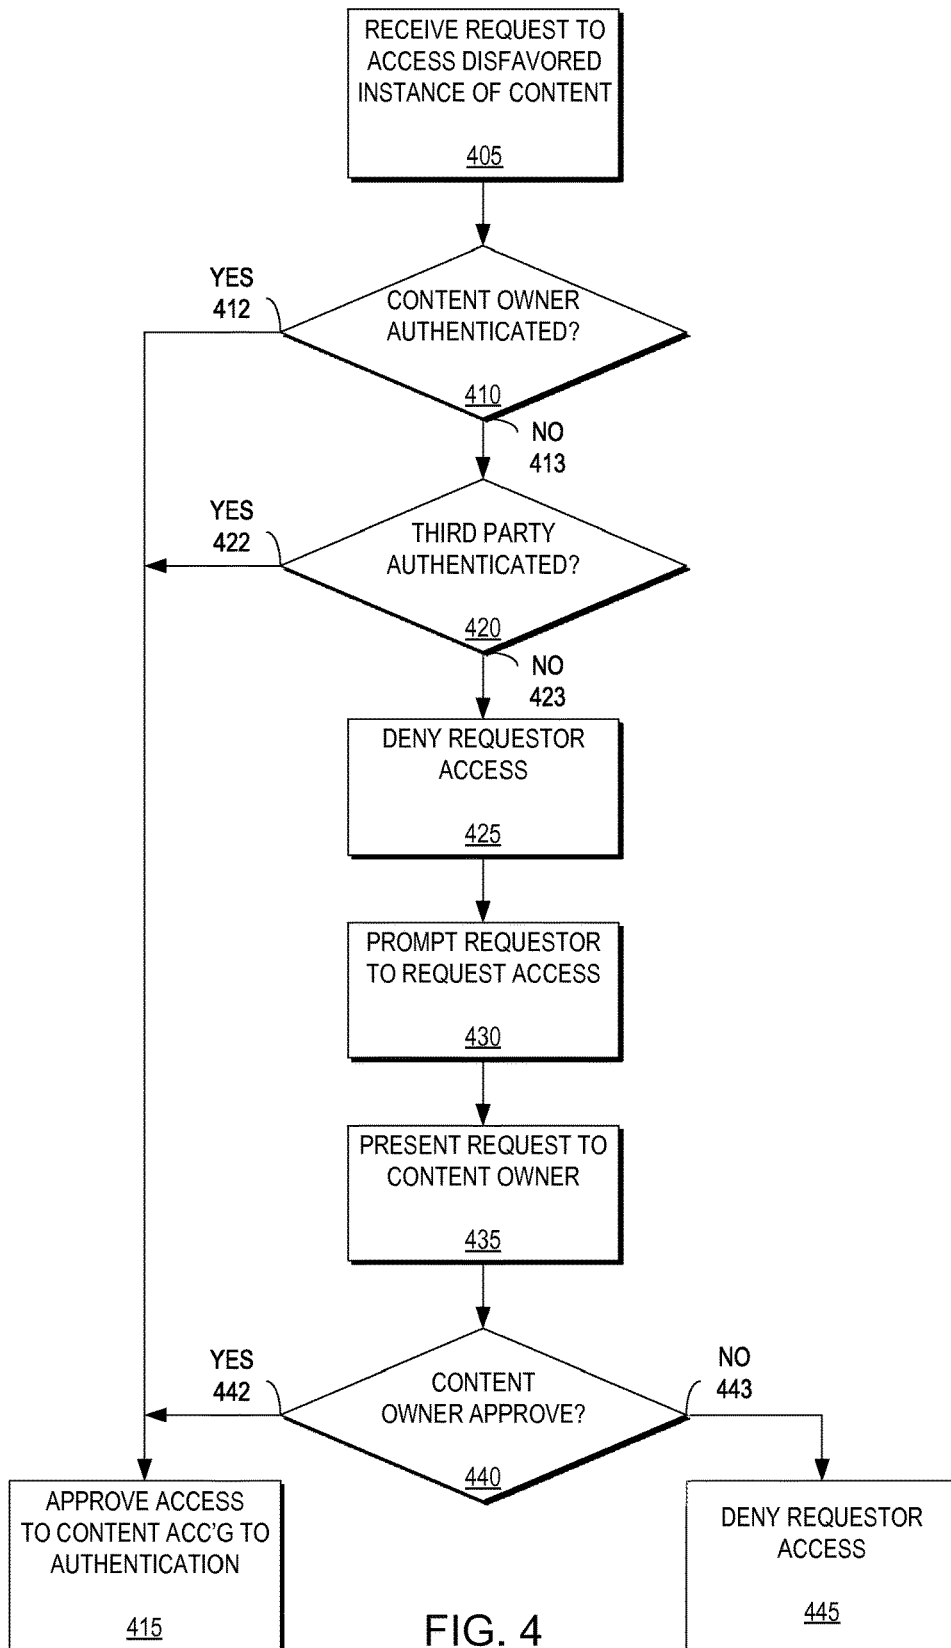 RECEIVE REQUEST TO
ACCESS DISFAVORED
INSTANCE OF CONTENT
405
YES
412
CONTENT OWNER
AUTHENTICATED?
410
NO
413
YES
422
THIRD PARTY
AUTHENTICATED?
420
NO
423
DENY REQUESTOR
ACCESS
425
PROMPT REQUESTOR
TO REQUEST ACCESS
430
PRESENT REQUEST TO
CONTENT OWNER
435
YES
442
CONTENT
OWNER APPROVE?
440
NO
443
APPROVE ACCESS
TO CONTENT ACC'G TO
AUTHENTICATION
415
DENY REQUESTOR
ACCESS
445
FIG. 4